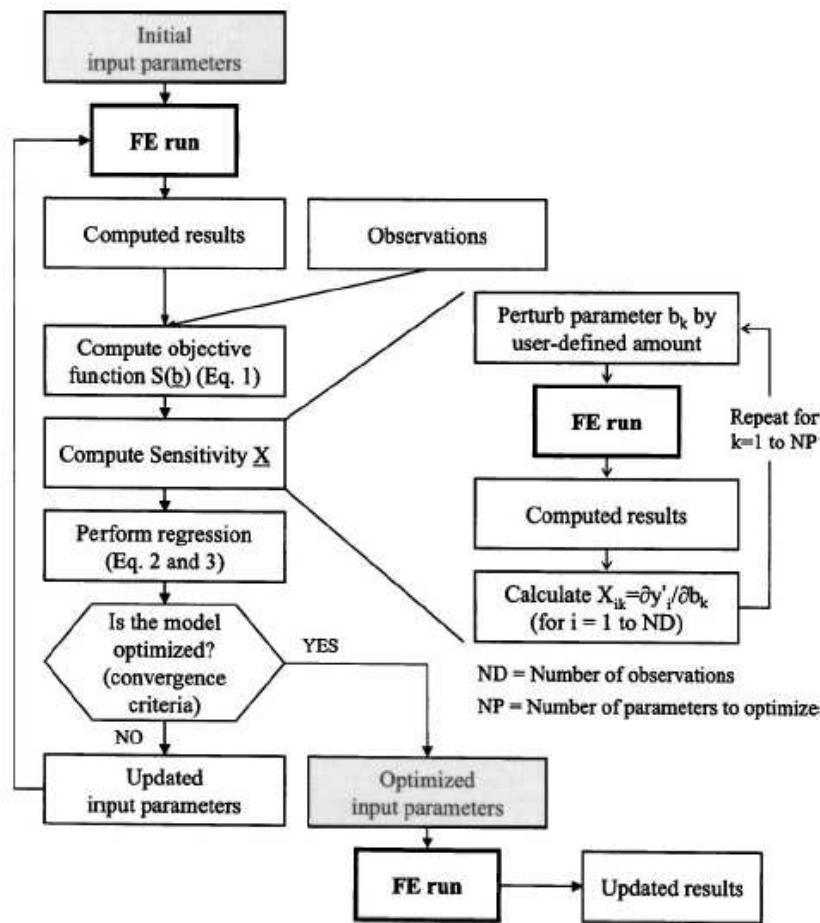 Initial
input parameters
FE run
Computed results
Observations
Compute objective
function S(b) (Eq. 1)
Compute Sensitivity X
Perform regression
(Eq. 2 and 3)
Is the model
optimized?
(convergence
criteria)
YES
NO
Updated
input parameters
Perturb parameter bk by
user-defined amount
FE run
Repeat for
k=1 to NP
Computed results
Calculate Xik=∂y'i/∂bk
(for i = 1 to ND)
ND = Number of observations
NP = Number of parameters to optimize
Optimized
input parameters
FE run
Updated results